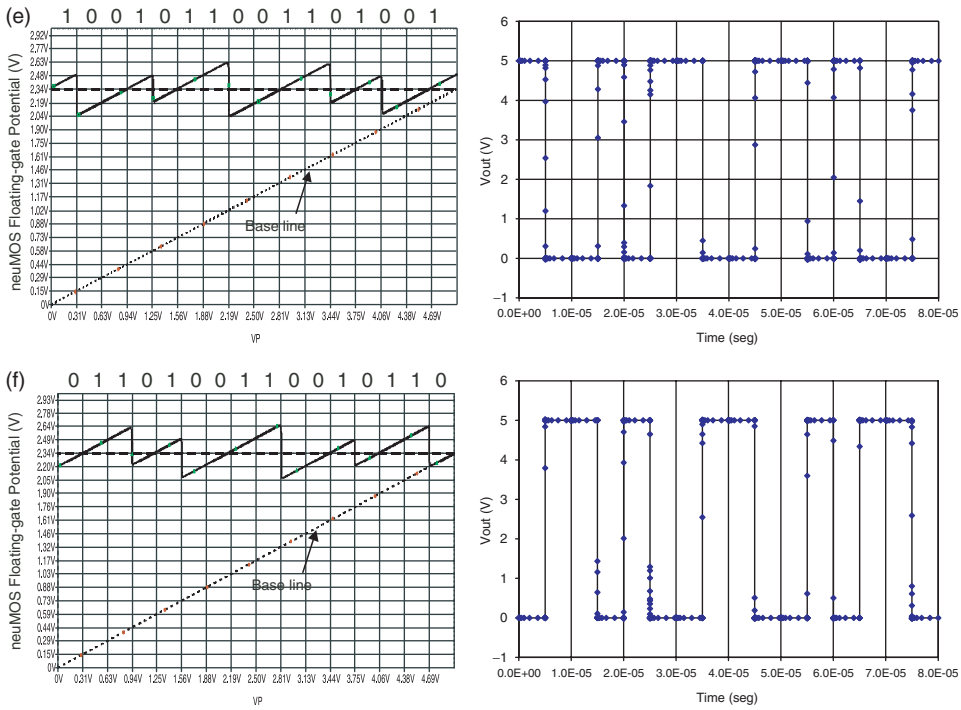 (e) 1 0 0 1 0 1 1 0 0 1 1 0 1 0 0 1
neuMOS Floating-gate Potential (V)
2,92V
2,78V
2,63V
2,48V
2,34V
2,19V
2,04V
1,75V
1,61V
1,46V
1,31V
1,17V
1,02V
0,88V
0,73V
0,58V
0,44V
0,29V
0,15V
0V
Base line
0V 0,31V 0,63V 0,94V 1,25V 1,56V 1,88V 2,19V 2,50V 2,81V 3,13V 3,44V 3,75V 4,06V 4,38V 4,69V
VP
Vout (V)
6
5
4
3
2
1
0
−1
0.0E+00 1.0E-05 2.0E-05 3.0E-05 4.0E-05 5.0E-05 6.0E-05 7.0E-05 8.0E-05
Time (seg)
(f) 0 1 1 0 1 0 0 1 1 0 0 1 0 1 1 0
neuMOS Floating-gate Potential (V)
2,93V
2,78V
2,64V
2,49V
2,34V
2,20V
2,05V
1,90V
1,76V
1,61V
1,46V
1,32V
1,17V
1,03V
0,88V
0,73V
0,59V
0,44V
0,29V
0,15V
0V
Base line
0V 0,31V 0,63V 0,94V 1,25V 1,56V 1,88V 2,19V 2,50V 2,81V 3,13V 3,44V 3,75V 4,06V 4,38V 4,69V
VP
Vout (V)
6
5
4
3
2
1
0
−1
0.0E+00 1.0E-05 2.0E-05 3.0E-05 4.0E-05 5.0E-05 6.0E-05 7.0E-05 8.0E-05
Time (seg)